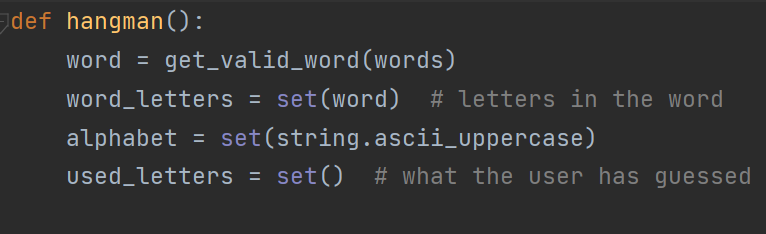 def hangman():
    word = get_valid_word(words)
    word_letters = set(word)  # letters in the word
    alphabet = set(string.ascii_uppercase)
    used_letters = set()  # what the user has guessed